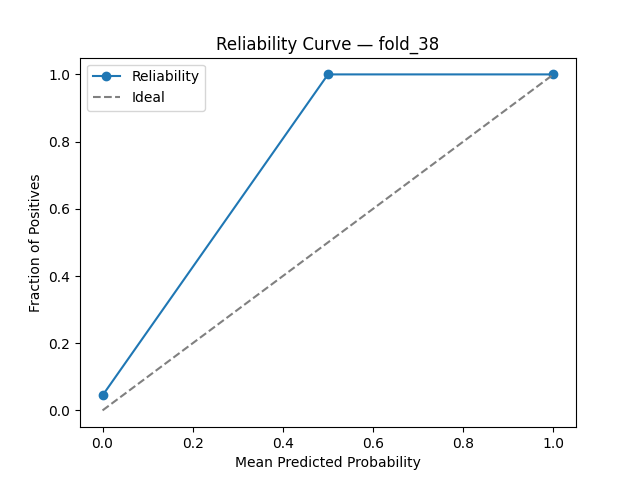 Reliability Curve — fold_38
Reliability
Ideal
1.0
0.8
0.6
0.4
0.2
0.0
Fraction of Positives
0.0 0.2 0.4 0.6 0.8 1.0
Mean Predicted Probability